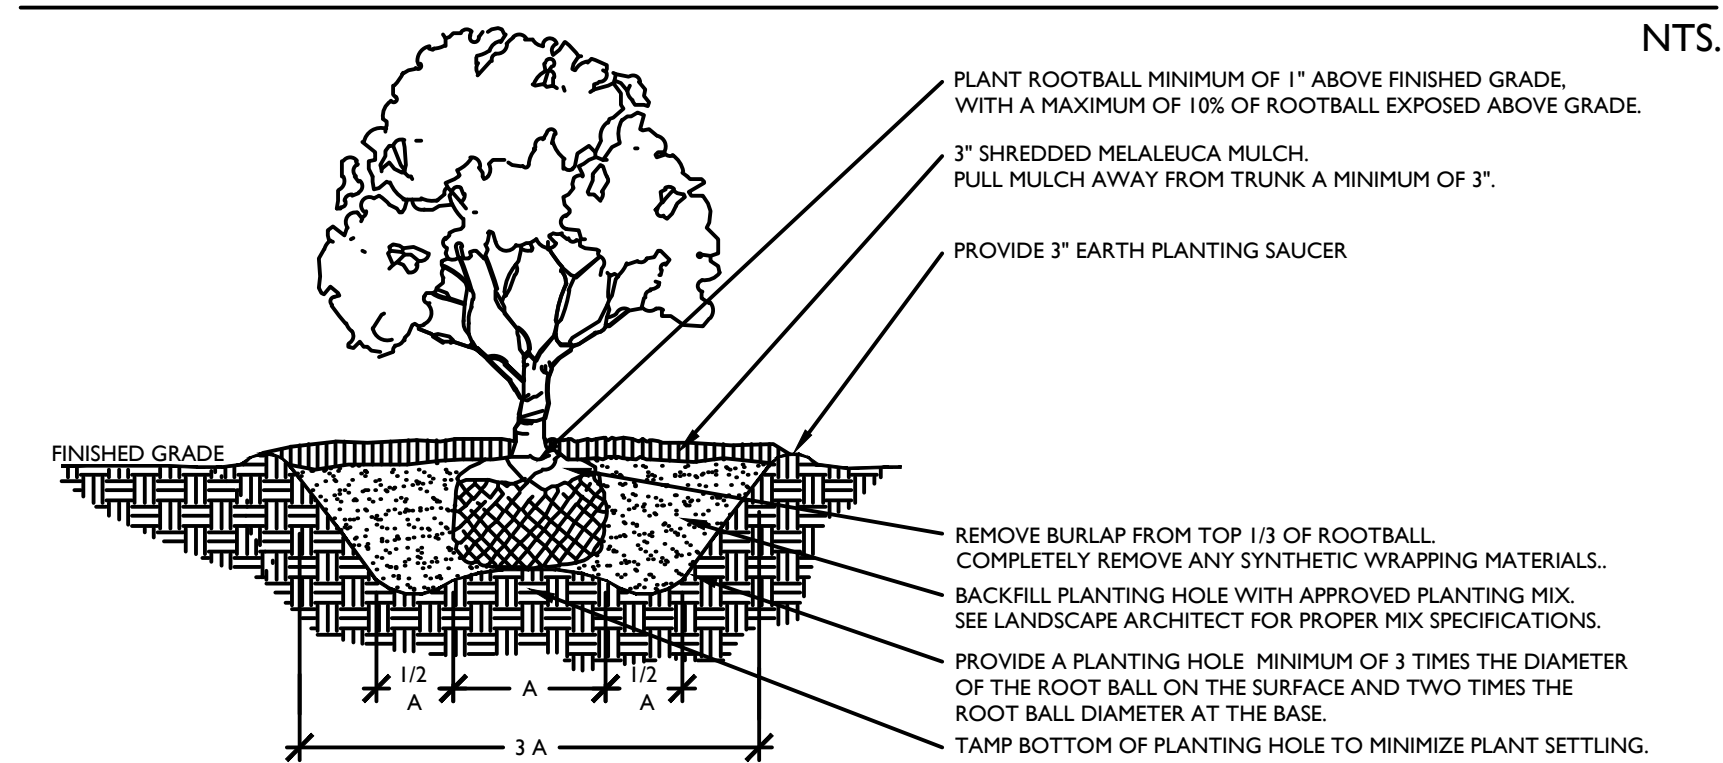 NTS.
PLANT ROOTBALL MINIMUM OF 1" ABOVE FINISHED GRADE,
WITH A MAXIMUM OF 10% OF ROOTBALL EXPOSED ABOVE GRADE.
3" SHREDDED MELALEUCA MULCH.
PULL MULCH AWAY FROM TRUNK A MINIMUM OF 3".
PROVIDE 3" EARTH PLANTING SAUCER
FINISHED GRADE
REMOVE BURLAP FROM TOP 1/3 OF ROOTBALL.
COMPLETELY REMOVE ANY SYNTHETIC WRAPPING MATERIALS..
BACKFILL PLANTING HOLE WITH APPROVED PLANTING MIX.
SEE LANDSCAPE ARCHITECT FOR PROPER MIX SPECIFICATIONS.
PROVIDE A PLANTING HOLE  MINIMUM OF 3 TIMES THE DIAMETER
OF THE ROOT BALL ON THE SURFACE AND TWO TIMES THE
ROOT BALL DIAMETER AT THE BASE.
TAMP BOTTOM OF PLANTING HOLE TO MINIMIZE PLANT SETTLING.
1/2
A
A
1/2
A
3 A